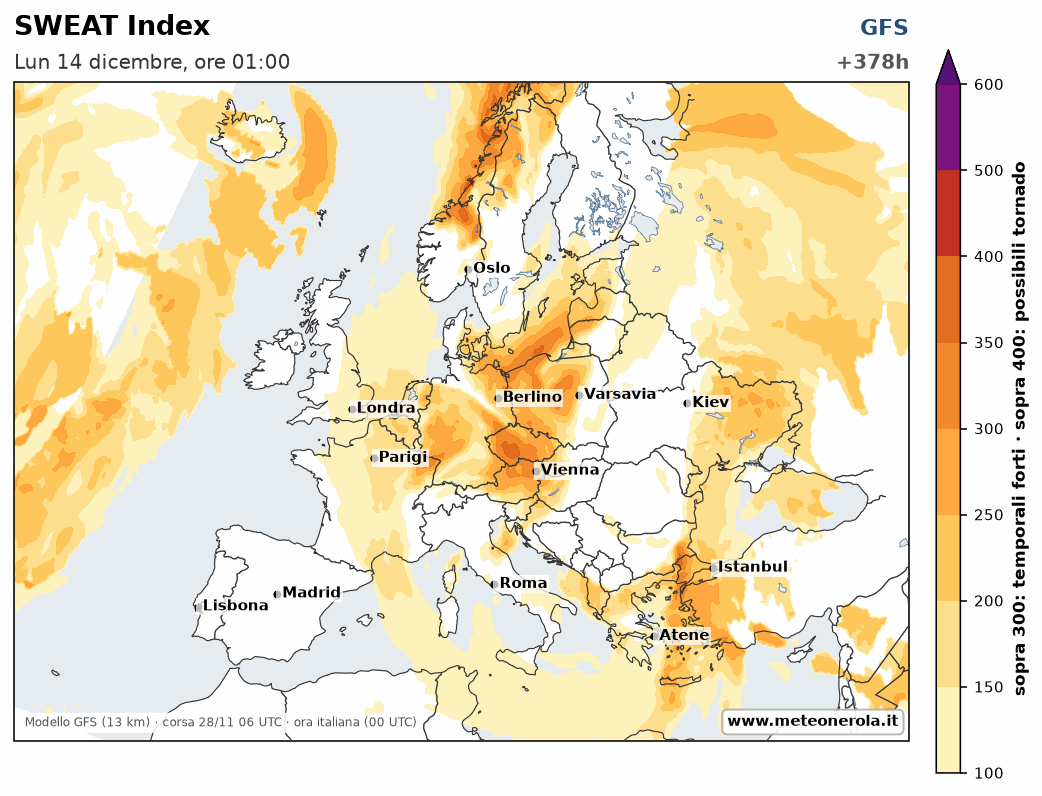 SWEAT Index
GFS
Lun 14 dicembre, ore 01:00
+378h
600
500
400
350
300
250
200
150
100
sopra 300: temporali forti · sopra 400: possibili tornado
Oslo
Berlino
Varsavia
Kiev
Londra
Parigi
Vienna
Istanbul
Roma
Madrid
Lisbona
Atene
Modello GFS (13 km) · corsa 28/11 06 UTC · ora italiana (00 UTC)
www.meteonerola.it